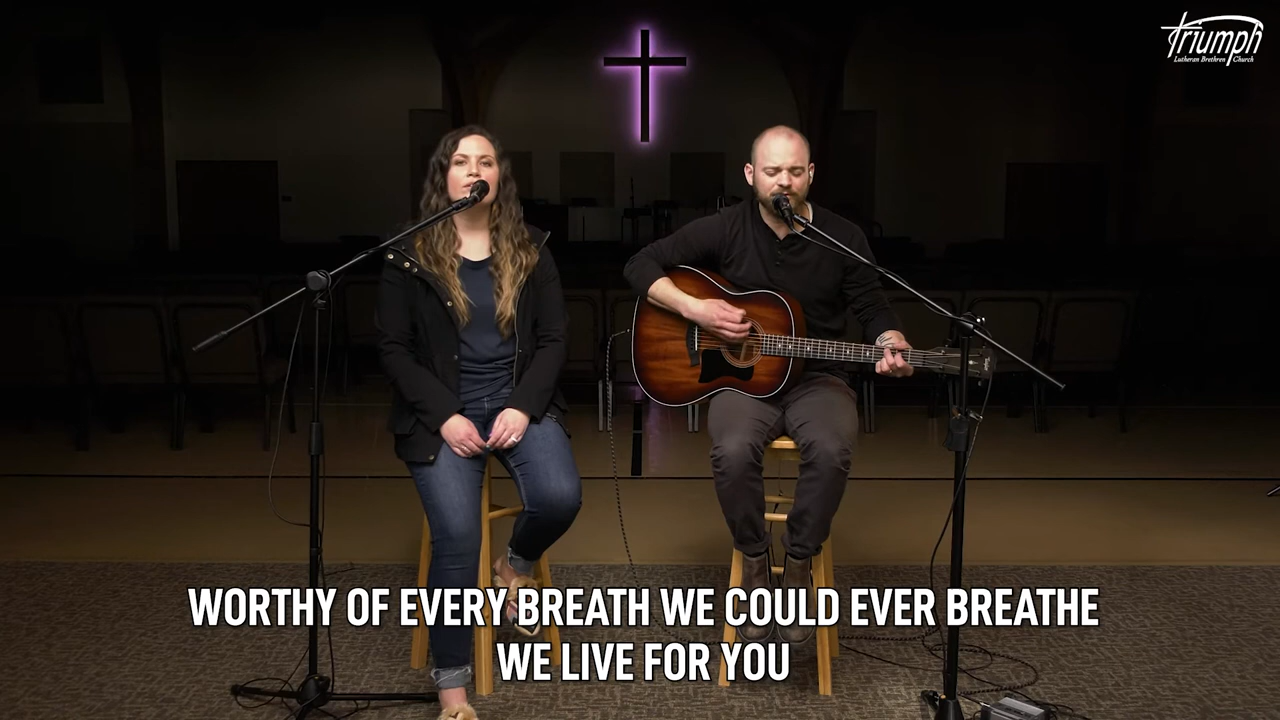 Triumph
Lutheran Brethren Church
WORTHY OF EVERY BREATH WE COULD EVER BREATHE
WE LIVE FOR YOU